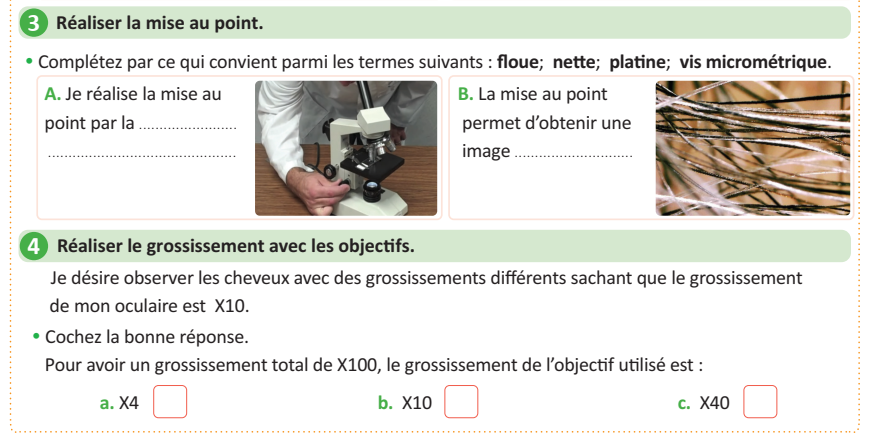 3 Réaliser la mise au point.
• Complétez par ce qui convient parmi les termes suivants : floue; nette; platine; vis micrométrique.
A. Je réalise la mise au
point par la ........................
..............................................
B. La mise au point
permet d’obtenir une
image .............................
4 Réaliser le grossissement avec les objectifs.
Je désire observer les cheveux avec des grossissements différents sachant que le grossissement
de mon oculaire est X10.
• Cochez la bonne réponse.
Pour avoir un grossissement total de X100, le grossissement de l’objectif utilisé est :
a. X4 b. X10 c. X40